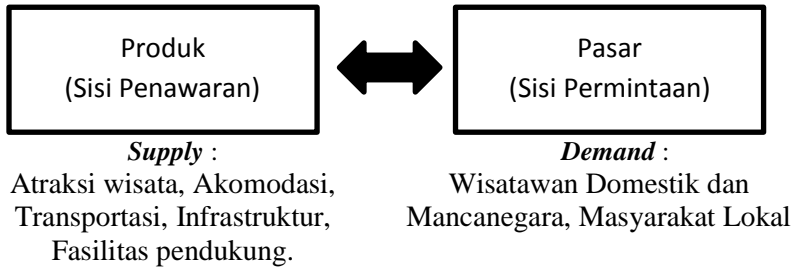 Produk
(Sisi Penawaran)
Pasar
(Sisi Permintaan)
Supply :
Atraksi wisata, Akomodasi,
Transportasi, Infrastruktur,
Fasilitas pendukung.
Demand :
Wisatawan Domestik dan
Mancanegara, Masyarakat Lokal